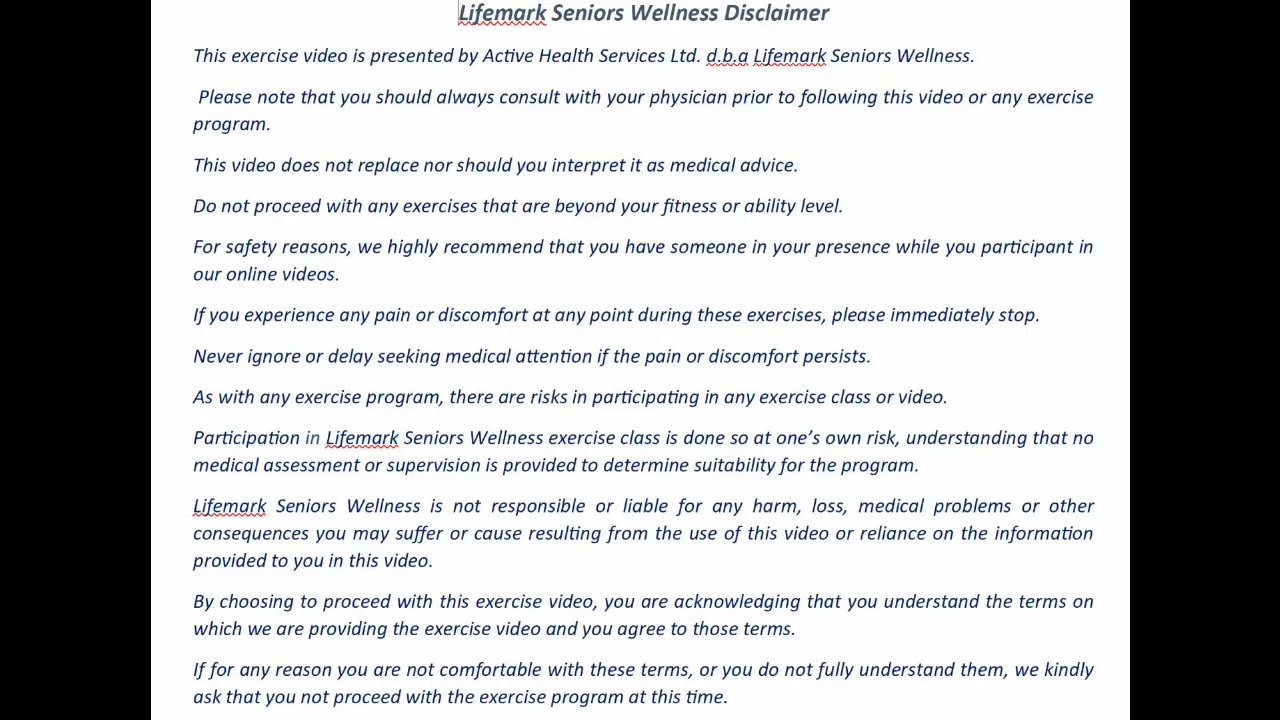 Lifemark Seniors Wellness Disclaimer
This exercise video is presented by Active Health Services Ltd. d.b.a Lifemark Seniors Wellness.
Please note that you should always consult with your physician prior to following this video or any exercise
program.
This video does not replace nor should you interpret it as medical advice.
Do not proceed with any exercises that are beyond your fitness or ability level.
For safety reasons, we highly recommend that you have someone in your presence while you participant in
our online videos.
If you experience any pain or discomfort at any point during these exercises, please immediately stop.
Never ignore or delay seeking medical attention if the pain or discomfort persists.
As with any exercise program, there are risks in participating in any exercise class or video.
Participation in Lifemark Seniors Wellness exercise class is done so at one’s own risk, understanding that no
medical assessment or supervision is provided to determine suitability for the program.
Lifemark Seniors Wellness is not responsible or liable for any harm, loss, medical problems or other
consequences you may suffer or cause resulting from the use of this video or reliance on the information
provided to you in this video.
By choosing to proceed with this exercise video, you are acknowledging that you understand the terms on
which we are providing the exercise video and you agree to those terms.
If for any reason you are not comfortable with these terms, or you do not fully understand them, we kindly
ask that you not proceed with the exercise program at this time.